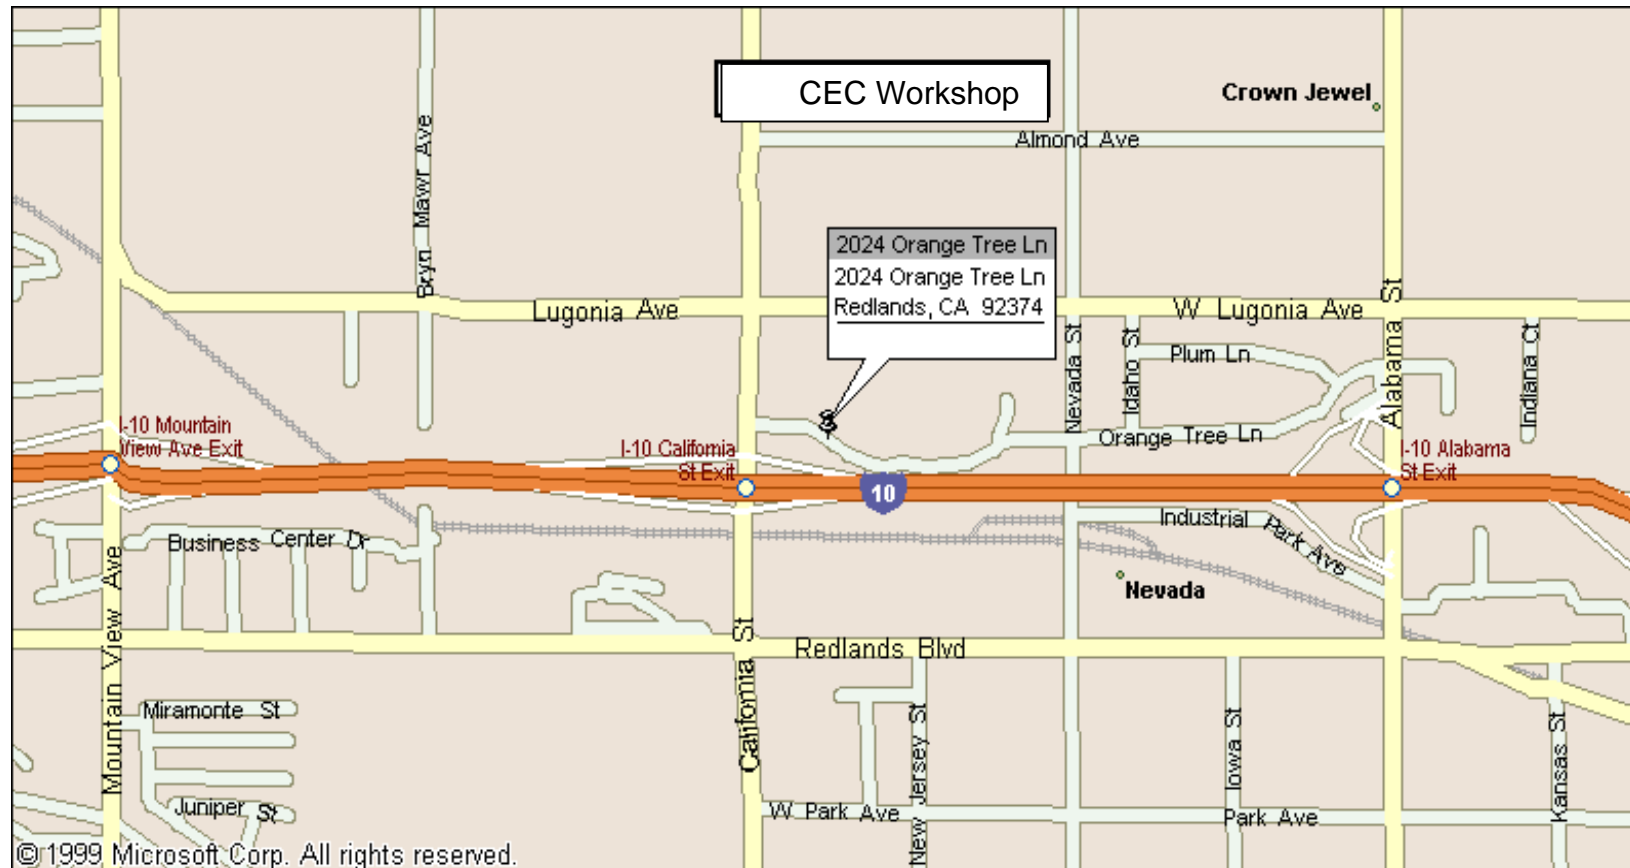 CEC Workshop
Crown Jewel
Almond Ave
Bryn Mawr Ave
2024 Orange Tree Ln
2024 Orange Tree Ln
Redlands, CA 92374
Lugonia Ave
W Lugonia Ave
Alabama St
Nevada St
Idaho St
Plum Ln
Indiana Ct
I-10 Mountain
View Ave Exit
I-10 California
St Exit
Orange Tree Ln
I-10 Alabama
St Exit
10
Industrial Park Ave
Business Center Dr
Nevada
Mountain View Ave
California St
Redlands Blvd
Miramonte St
Juniper St
New Jersey St
Iowa St
Kansas St
W Park Ave
Park Ave
© 1999 Microsoft Corp. All rights reserved.